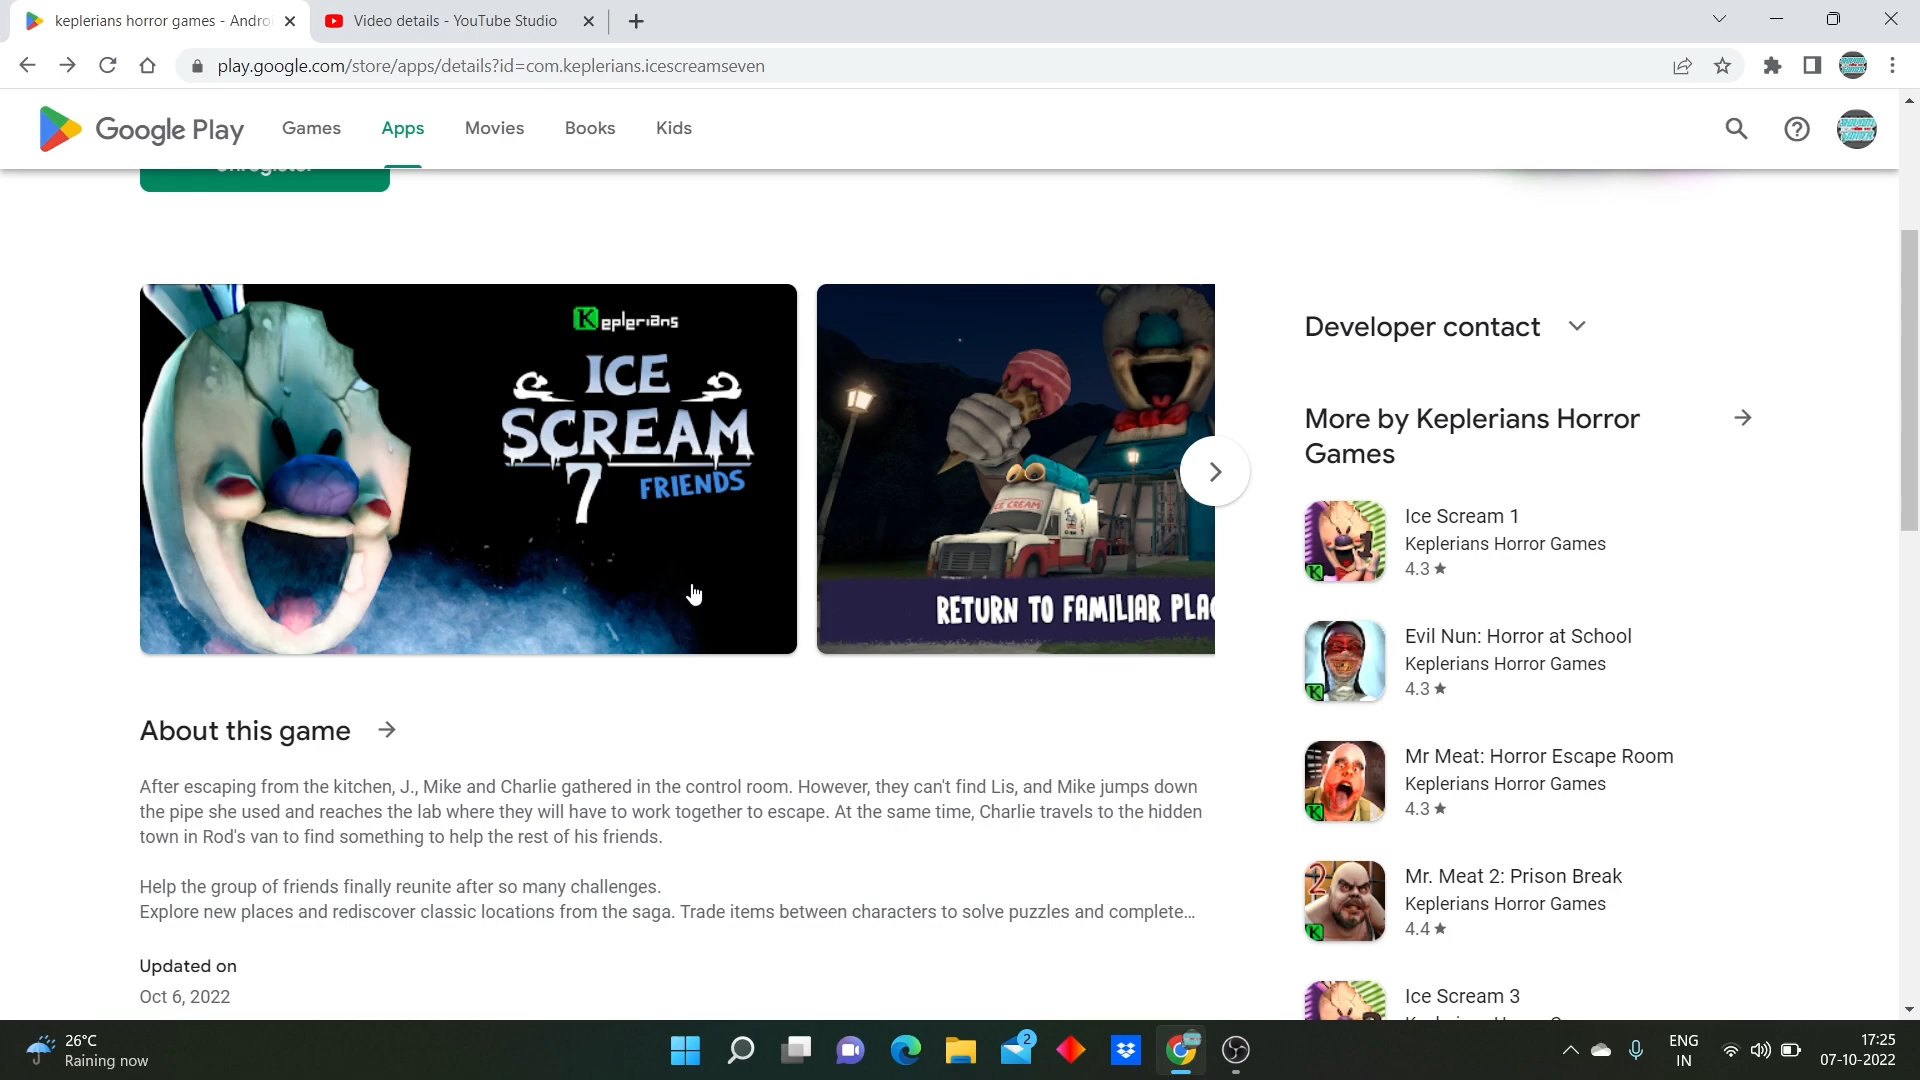 keplerians horror games - Andro
Video details - YouTube Studio
play.google.com/store/apps/details?id=com.keplerians.icescreamseven
Google Play
Games
Apps
Movies
Books
Kids
Unregister
Keplerians
ICE
SCREAM
7 FRIENDS
ICE CREAM
RETURN TO FAMILIAR PLAC
Developer contact
More by Keplerians Horror
Games
1
K
Ice Scream 1
Keplerians Horror Games
4.3★
K
Evil Nun: Horror at School
Keplerians Horror Games
4.3★
K
Mr Meat: Horror Escape Room
Keplerians Horror Games
4.3★
2
K
Mr. Meat 2: Prison Break
Keplerians Horror Games
4.4★
Ice Scream 3
About this game
After escaping from the kitchen, J., Mike and Charlie gathered in the control room. However, they can't find Lis, and Mike jumps down
the pipe she used and reaches the lab where they will have to work together to escape. At the same time, Charlie travels to the hidden
town in Rod's van to find something to help the rest of his friends.
Help the group of friends finally reunite after so many challenges.
Explore new places and rediscover classic locations from the saga. Trade items between characters to solve puzzles and complete…
Updated on
Oct 6, 2022
26°C
Raining now
2
ENG
IN
17:25
07-10-2022